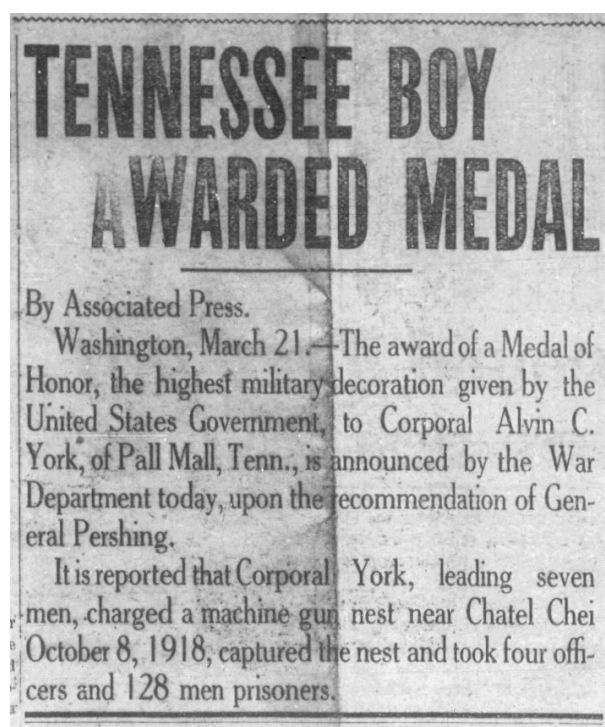 TENNESSEE BOY
AWARDED MEDAL
By Associated Press.
Washington, March 21.—The award of a Medal of
Honor, the highest military decoration given by the
United States Government, to Corporal Alvin C.
York, of Pall Mall, Tenn., is announced by the War
Department today, upon the recommendation of Gen-
eral Pershing.
It is reported that Corporal York, leading seven
men, charged a machine gun nest near Chatel Chei
October 8, 1918, captured the nest and took four offi-
cers and 128 men prisoners.